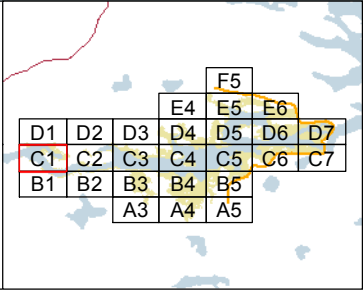 F5
E4 E5 E6
D1 D2 D3 D4 D5 D6 D7
C1 C2 C3 C4 C5 C6 C7
B1 B2 B3 B4 B5
A3 A4 A5